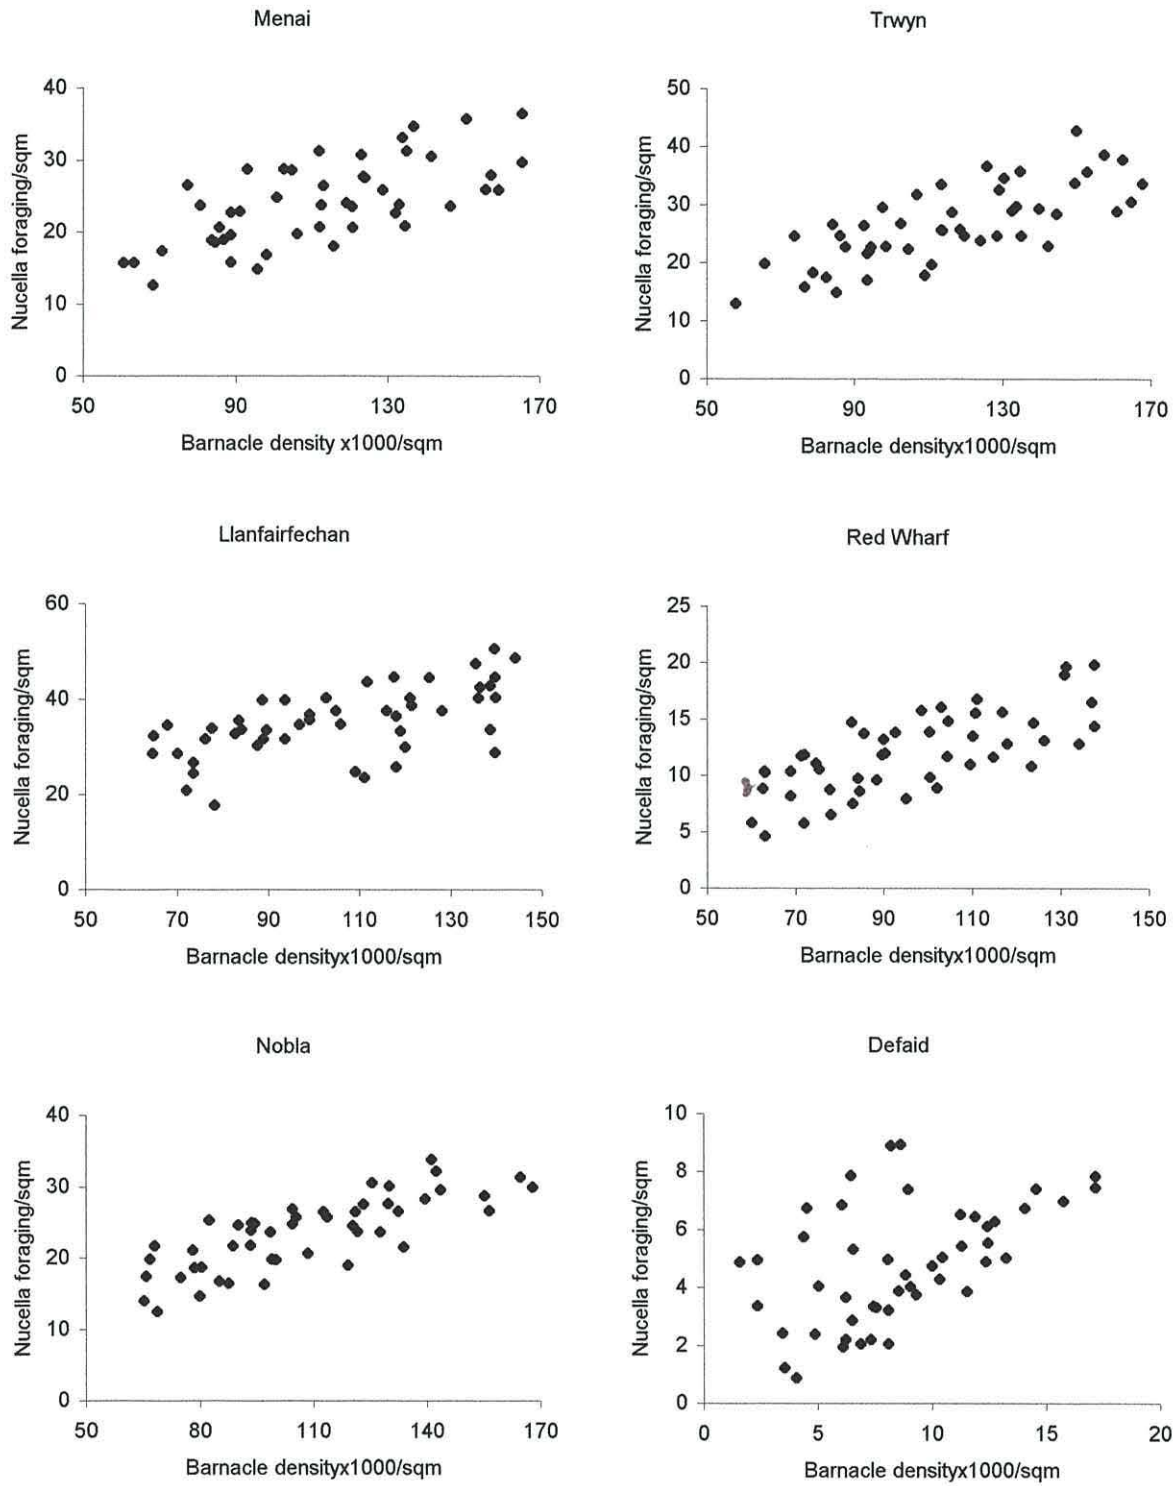 Menai
Nucella foraging/sqm
40
30
20
10
0
50 90 130 170
Barnacle density x1000/sqm
Trwyn
Nucella foraging/sqm
50
40
30
20
10
0
50 90 130 170
Barnacle densityx1000/sqm
Llanfairfechan
Nucella foraging/sqm
60
40
20
0
50 70 90 110 130 150
Barnacle densityx1000/sqm
Red Wharf
Nucella foraging/sqm
25
20
15
10
5
0
50 70 90 110 130 150
Barnacle densityx1000/sqm
Nobla
Nucella foraging/sqm
40
30
20
10
0
50 80 110 140 170
Barnacle densityx1000/sqm
Defaid
Nucella foraging/sqm
10
8
6
4
2
0
0 5 10 15 20
Barnacle densityx1000/sqm